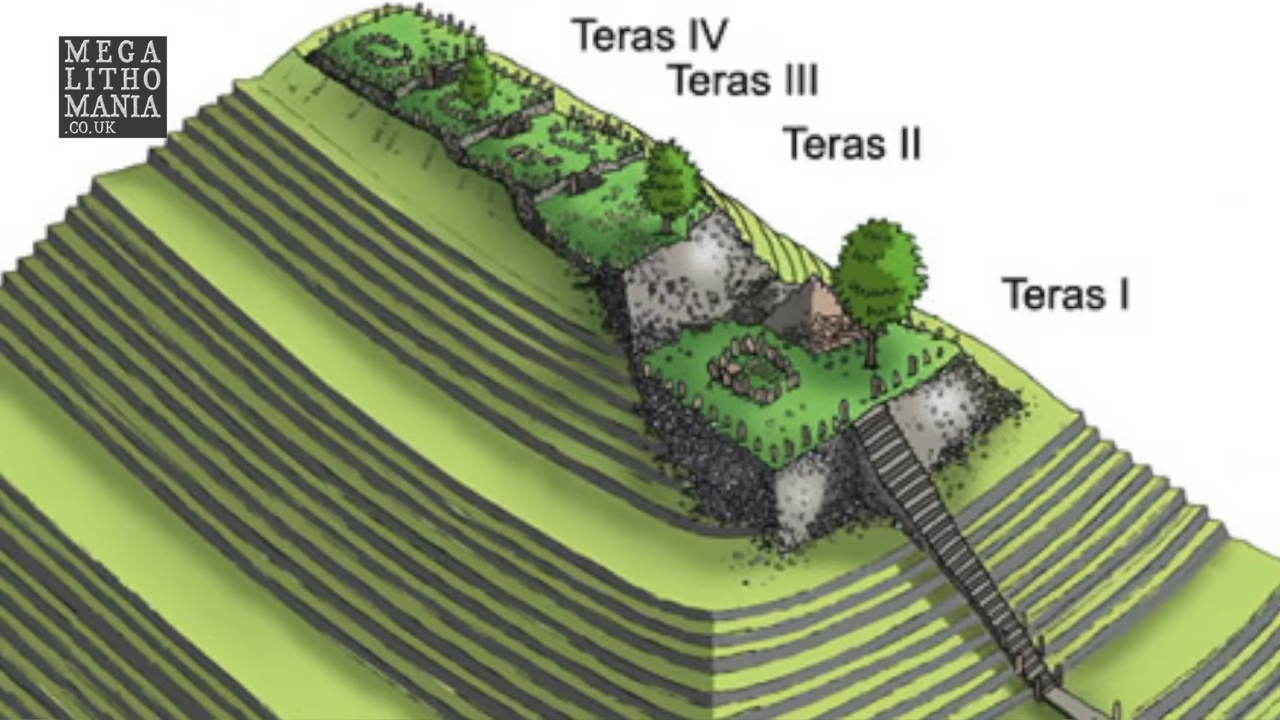 MEGA
LITHO
MANIA
.CO.UK
Teras IV
Teras III
Teras II
Teras I